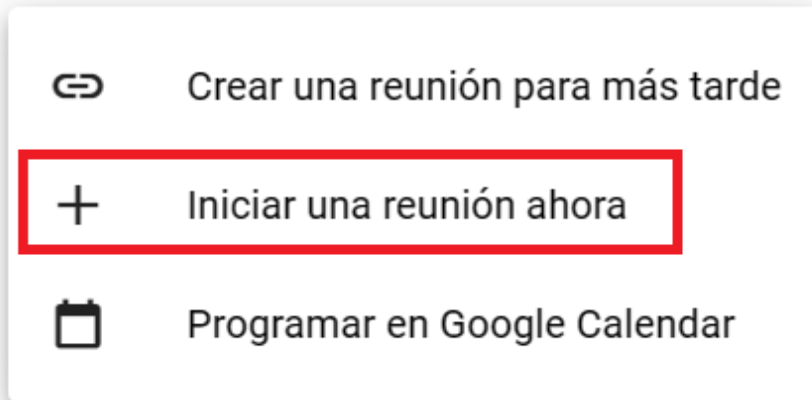 Crear una reunión para más tarde
Iniciar una reunión ahora
Programar en Google Calendar